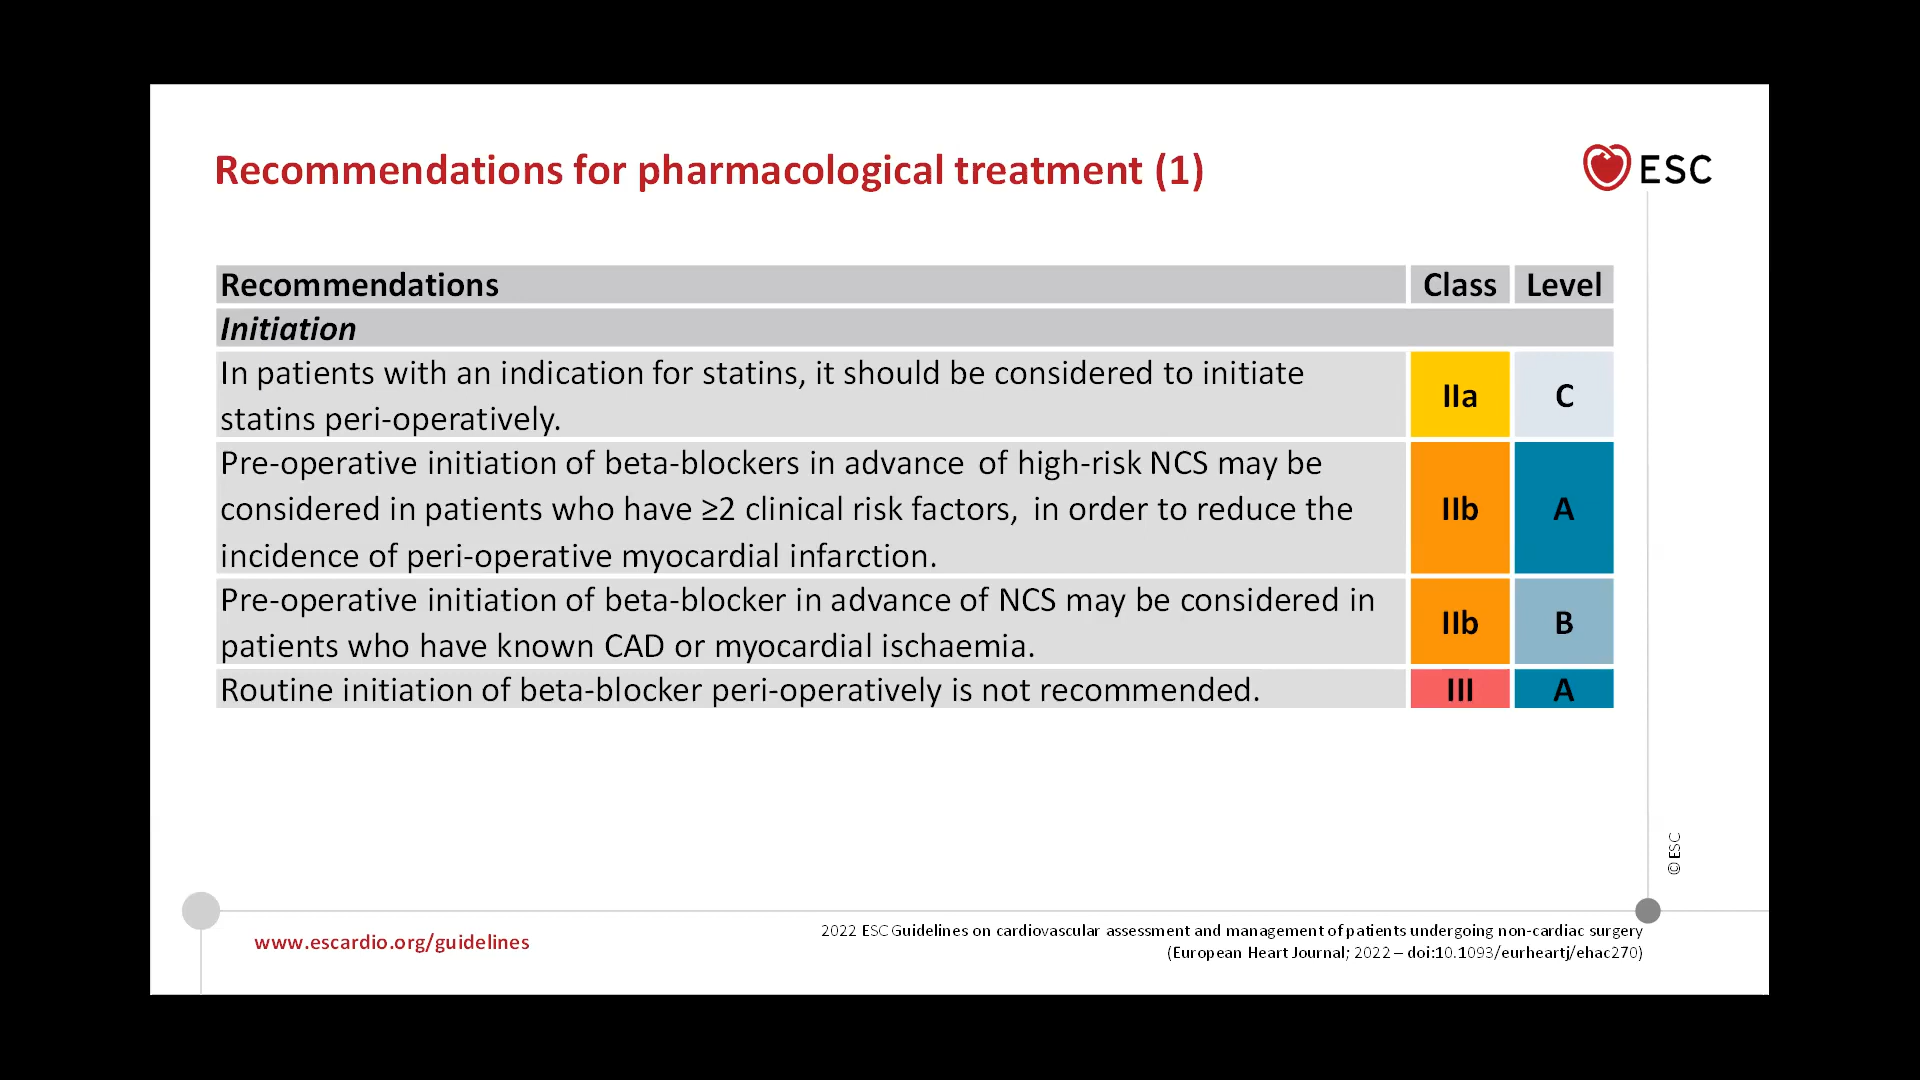 Recommendations for pharmacological treatment (1)
ESC
Recommendations Class Level
Initiation
In patients with an indication for statins, it should be considered to initiate
statins peri-operatively.
IIa C
Pre-operative initiation of beta-blockers in advance of high-risk NCS may be
considered in patients who have ≥2 clinical risk factors, in order to reduce the
incidence of peri-operative myocardial infarction.
IIb A
Pre-operative initiation of beta-blocker in advance of NCS may be considered in
patients who have known CAD or myocardial ischaemia.
IIb B
Routine initiation of beta-blocker peri-operatively is not recommended. III A
© ESC
www.escardio.org/guidelines
2022 ESC Guidelines on cardiovascular assessment and management of patients undergoing non-cardiac surgery
(European Heart Journal; 2022 – doi:10.1093/eurheartj/ehac270)